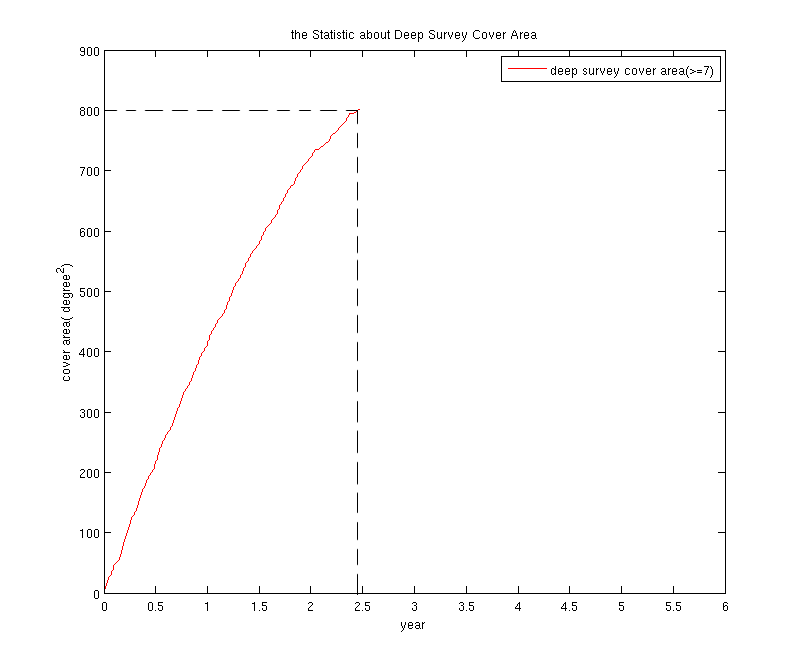 the Statistic about Deep Survey Cover Area
deep survey cover area(>=7)
900
800
700
600
500
400
300
200
100
0
cover area( degree^2)
0 0.5 1 1.5 2 2.5 3 3.5 4 4.5 5 5.5 6
year